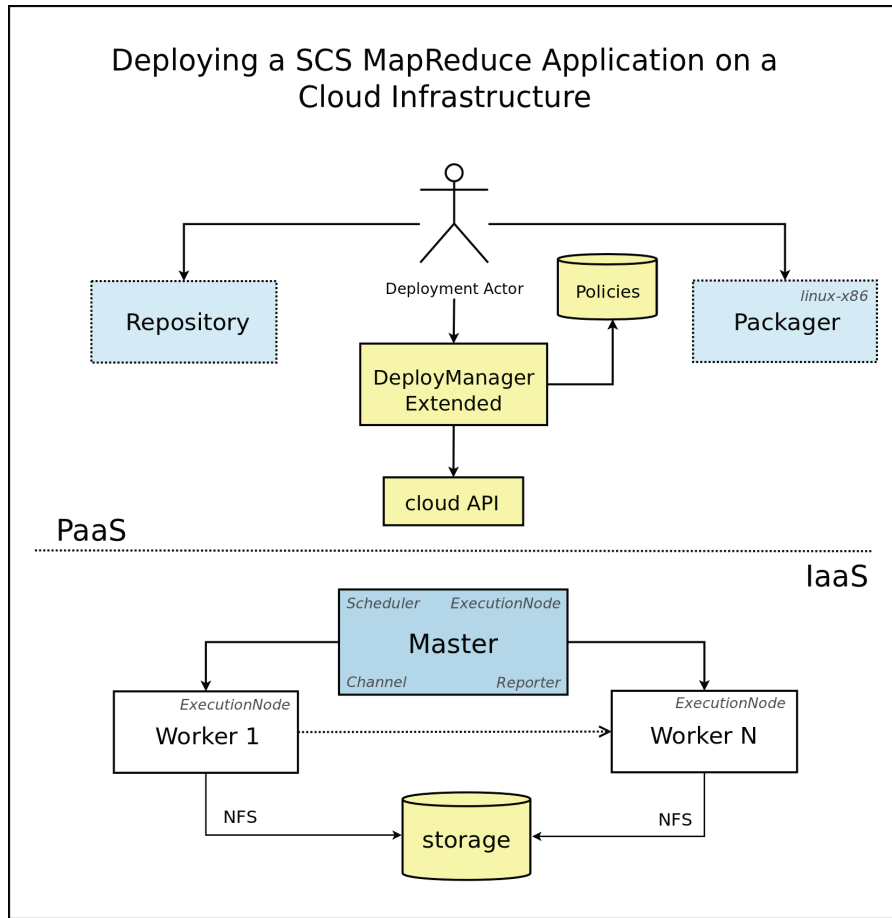 Deploying a SCS MapReduce Application on a
Cloud Infrastructure
Deployment Actor
Policies
Repository
linux-x86
Packager
DeployManager
Extended
cloud API
PaaS
IaaS
Scheduler
ExecutionNode
Master
Channel
Reporter
ExecutionNode
Worker 1
ExecutionNode
Worker N
NFS
NFS
storage